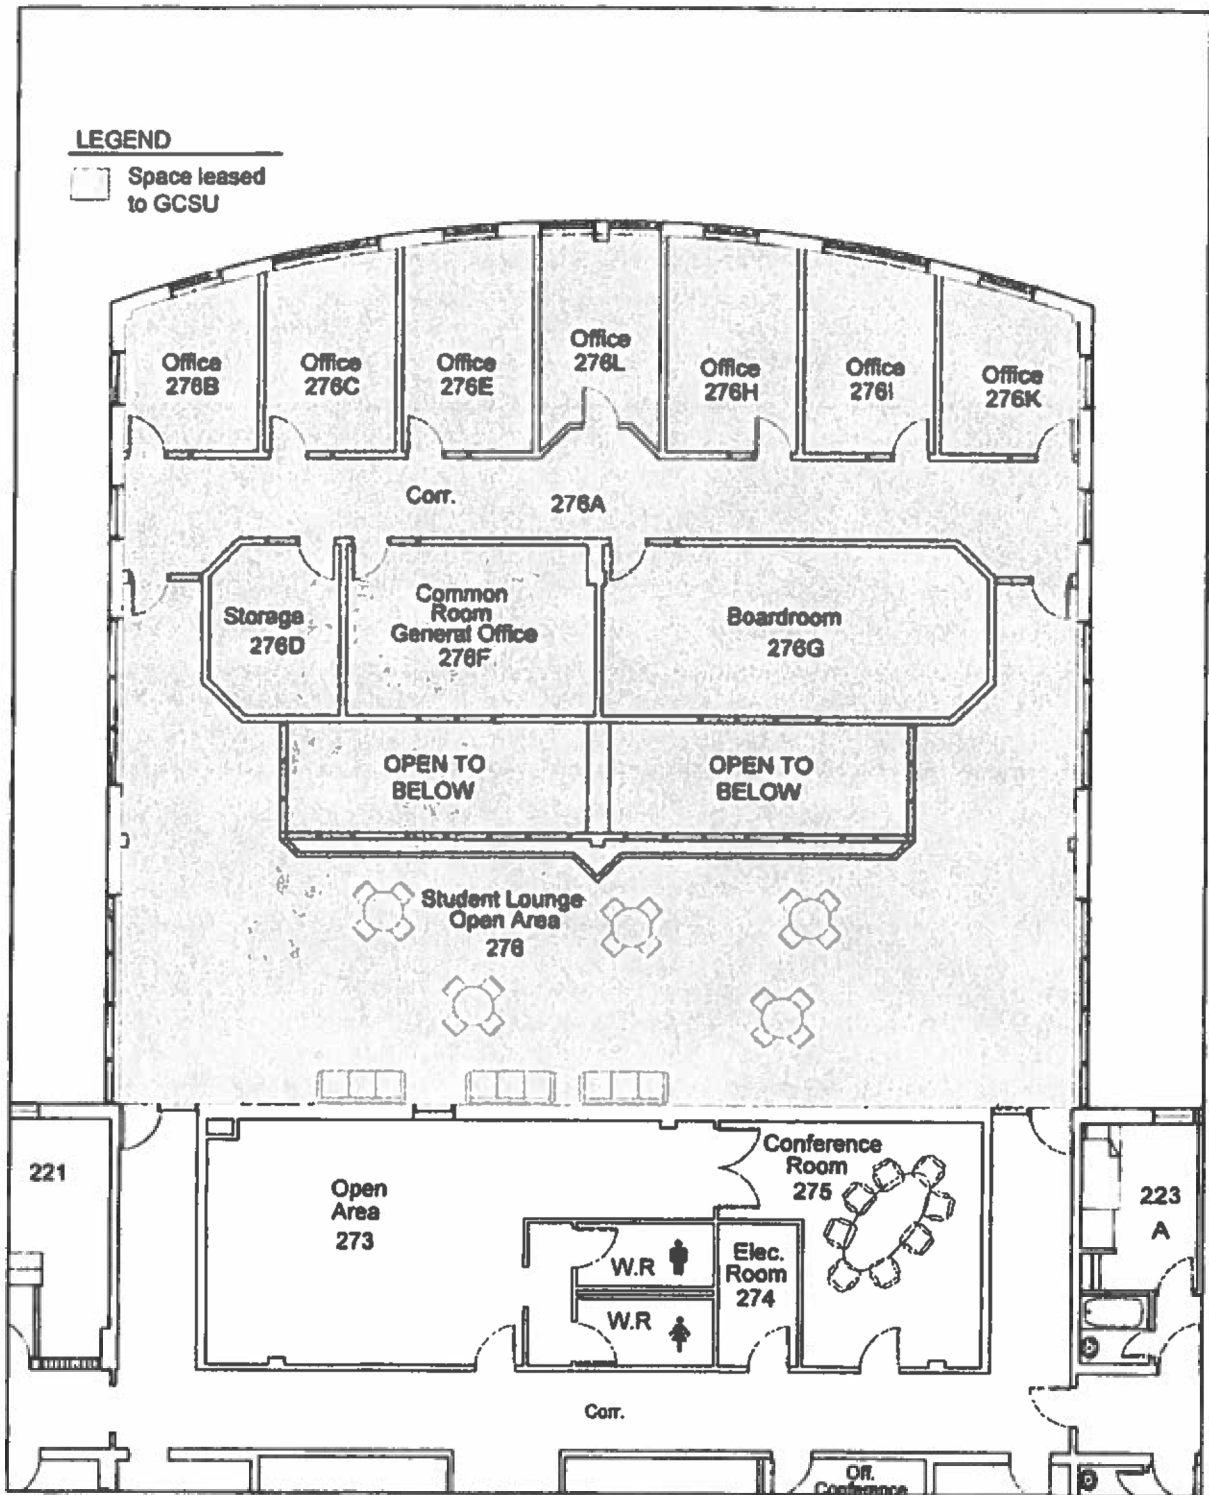 LEGEND
Space leased
to GCSU
Office
276B
Office
276C
Office
276E
Office
276L
Office
276H
Office
276I
Office
276K
Corr.
276A
Storage
276D
Common
Room
General Office
276F
Boardroom
276G
OPEN TO
BELOW
OPEN TO
BELOW
Student Lounge
Open Area
276
221
Open
Area
273
W.R
W.R
Elec.
Room
274
Conference
Room
275
223
A
Corr.
Off.
Conference